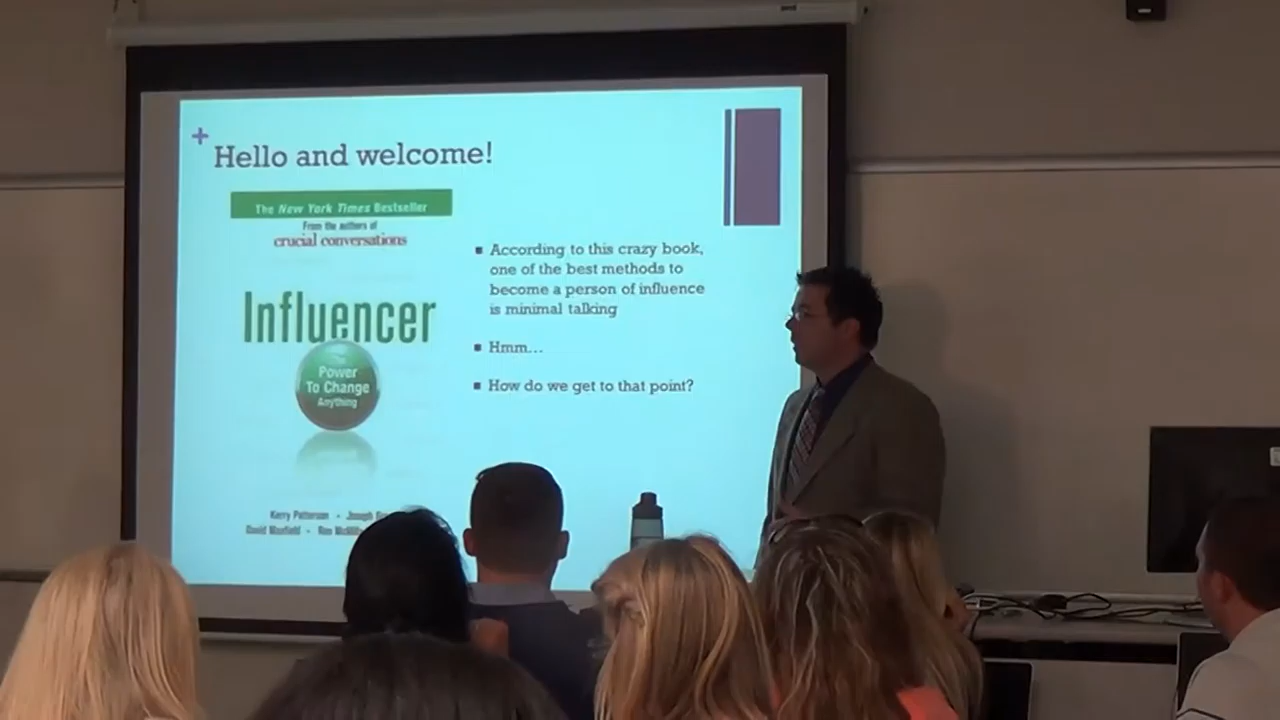 +
Hello and welcome!
The New York Times Bestseller
From the authors of
crucial conversations
Influencer
The
Power
To Change
Anything
Kerry Patterson • Joseph
David Maxfield • Ron
▪ According to this crazy book,
one of the best methods to
become a person of influence
is minimal talking
▪ Hmm...
▪ How do we get to that point?